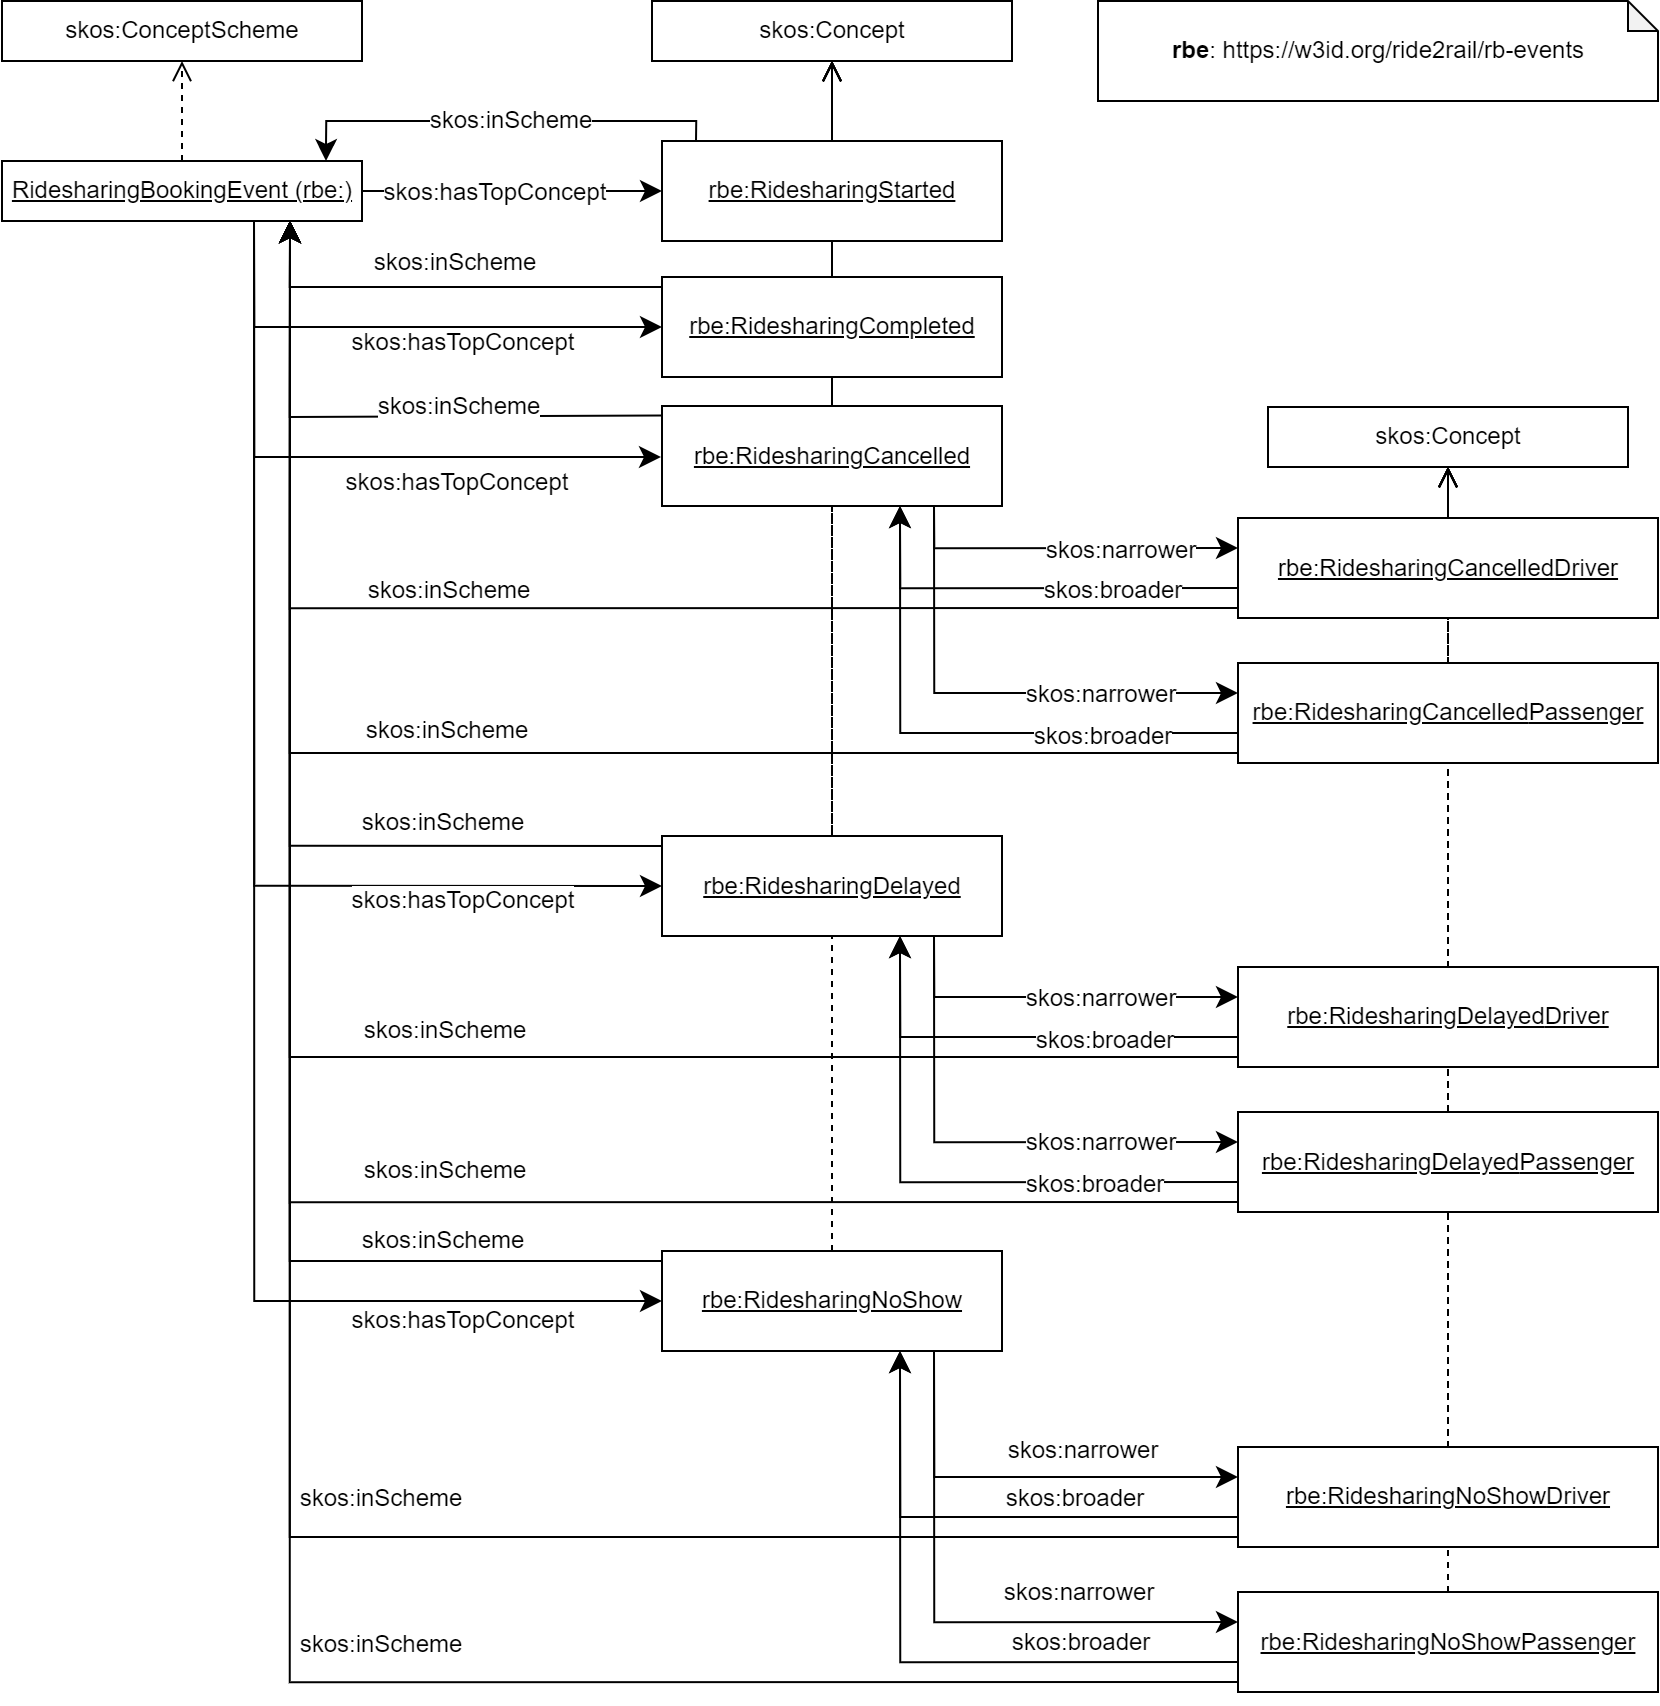 skos:ConceptScheme
skos:Concept
rbe: https://w3id.org/ride2rail/rb-events
skos:inScheme
RidesharingBookingEvent (rbe:)
skos:hasTopConcept
rbe:RidesharingStarted
skos:inScheme
rbe:RidesharingCompleted
skos:hasTopConcept
skos:inScheme
skos:Concept
rbe:RidesharingCancelled
skos:hasTopConcept
skos:narrower
rbe:RidesharingCancelledDriver
skos:inScheme
skos:broader
skos:narrower
rbe:RidesharingCancelledPassenger
skos:inScheme
skos:broader
skos:inScheme
rbe:RidesharingDelayed
skos:hasTopConcept
skos:narrower
rbe:RidesharingDelayedDriver
skos:inScheme
skos:broader
skos:narrower
rbe:RidesharingDelayedPassenger
skos:inScheme
skos:broader
skos:inScheme
rbe:RidesharingNoShow
skos:hasTopConcept
skos:narrower
rbe:RidesharingNoShowDriver
skos:inScheme
skos:broader
skos:narrower
rbe:RidesharingNoShowPassenger
skos:inScheme
skos:broader